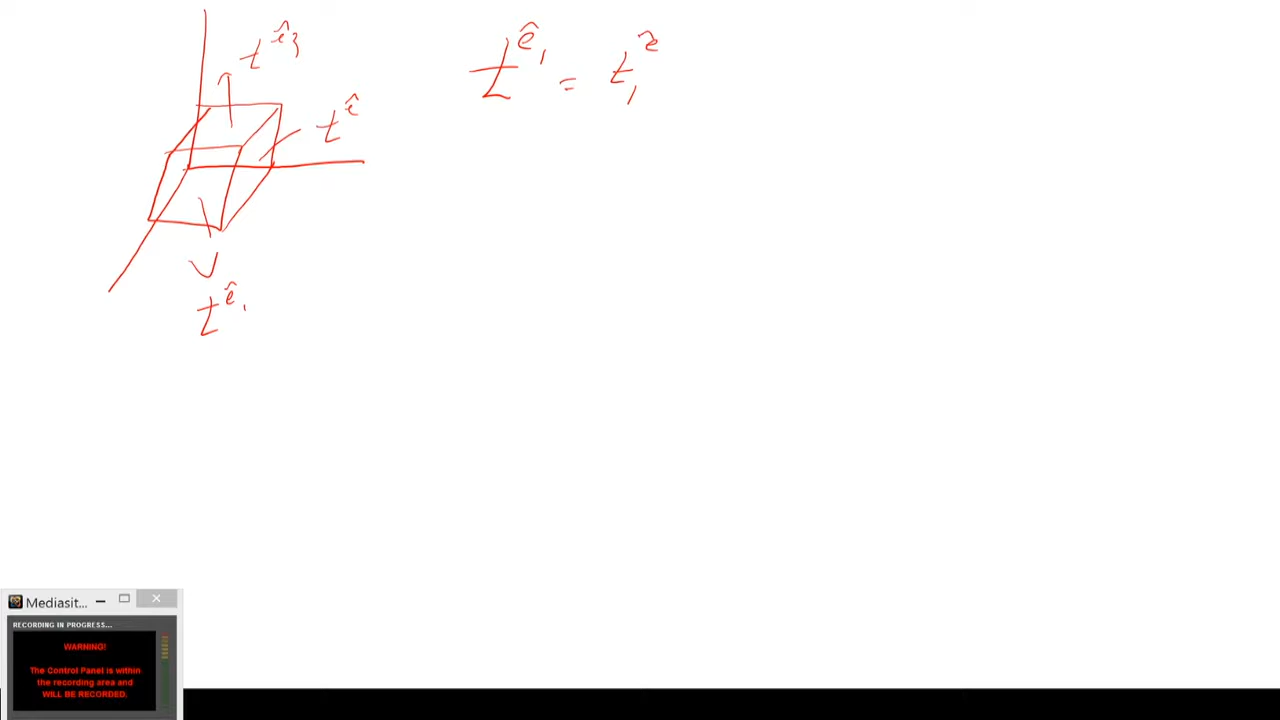 t^ê3
t^ê
t^ê1
t^ê1 = t1^ê
Mediasit...
RECORDING IN PROGRESS...
WARNING!
The Control Panel is within
the recording area and
WILL BE RECORDED.